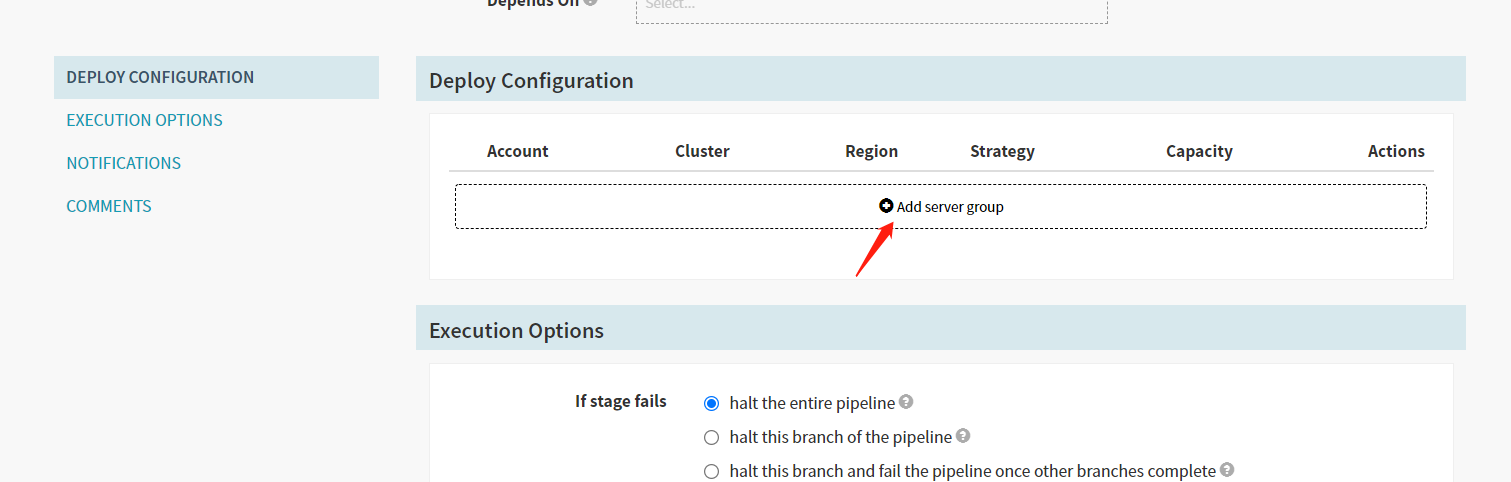 Depends On
Select...
DEPLOY CONFIGURATION
EXECUTION OPTIONS
NOTIFICATIONS
COMMENTS
Deploy Configuration
Account Cluster Region Strategy Capacity Actions
Add server group
Execution Options
If stage fails
halt the entire pipeline
halt this branch of the pipeline
halt this branch and fail the pipeline once other branches complete